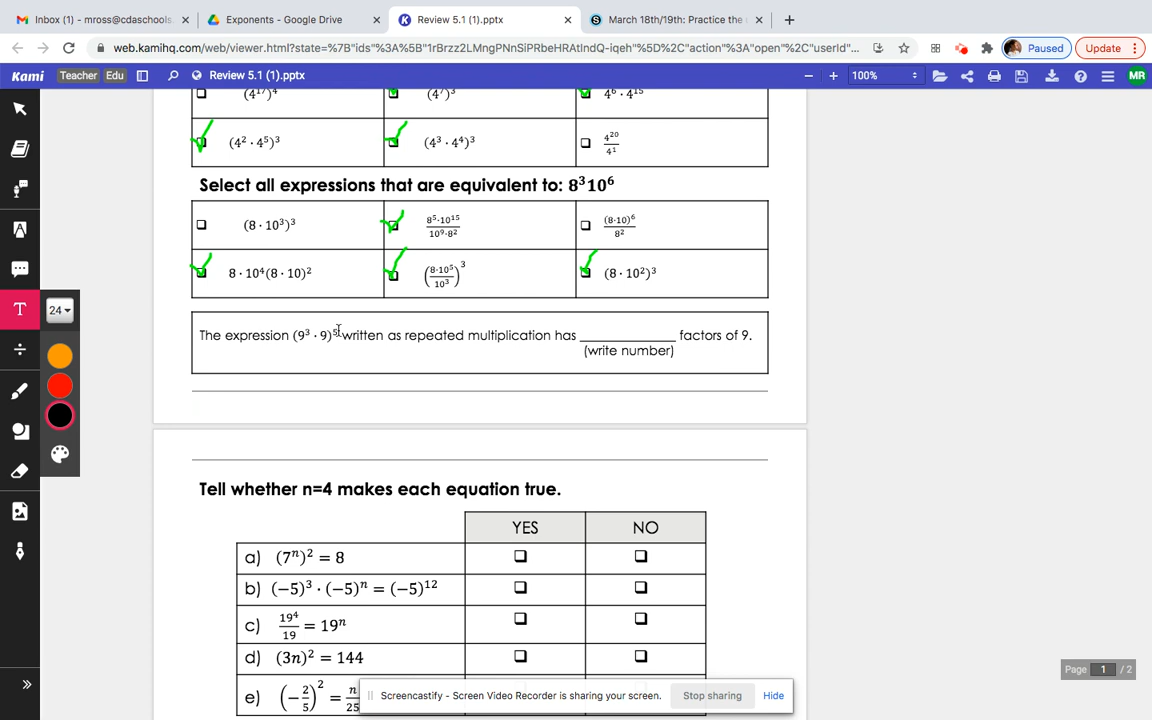 Inbox (1) - mross@cdaschools.
Exponents - Google Drive
Review 5.1 (1).pptx
March 18th/19th: Practice the
web.kamihq.com/web/viewer.html?state=%7B"ids"%3A%5B"1rBrzz2LMngPNnSiPRbeHRAtIndQ-iqeh"%5D%2C"action"%3A"open"%2C"userId"...
Paused
Update
Kami Teacher Edu
Review 5.1 (1).pptx
100%
MR
(4¹⁷)⁴ (4⁷)³ 4⁶ · 4¹⁵
(4² · 4⁵)³ (4³ · 4⁴)³ 4²⁰/4¹
Select all expressions that are equivalent to: 8³10⁶
(8 · 10³)³ 8⁵·10¹⁵/10⁹·8² (8·10)⁶/8²
8 · 10⁴(8 · 10)² (8·10⁵/10³)³ (8 · 10²)³
T 24
The expression (9³ · 9)⁵ written as repeated multiplication has __________ factors of 9.
(write number)
Tell whether n=4 makes each equation true.
YES NO
a) (7ⁿ)² = 8
b) (−5)³ · (−5)ⁿ = (−5)¹²
c) 19⁴/19 = 19ⁿ
d) (3n)² = 144
e) (−2/5)² = n/25
Page 1 / 2
Screencastify - Screen Video Recorder is sharing your screen.
Stop sharing
Hide